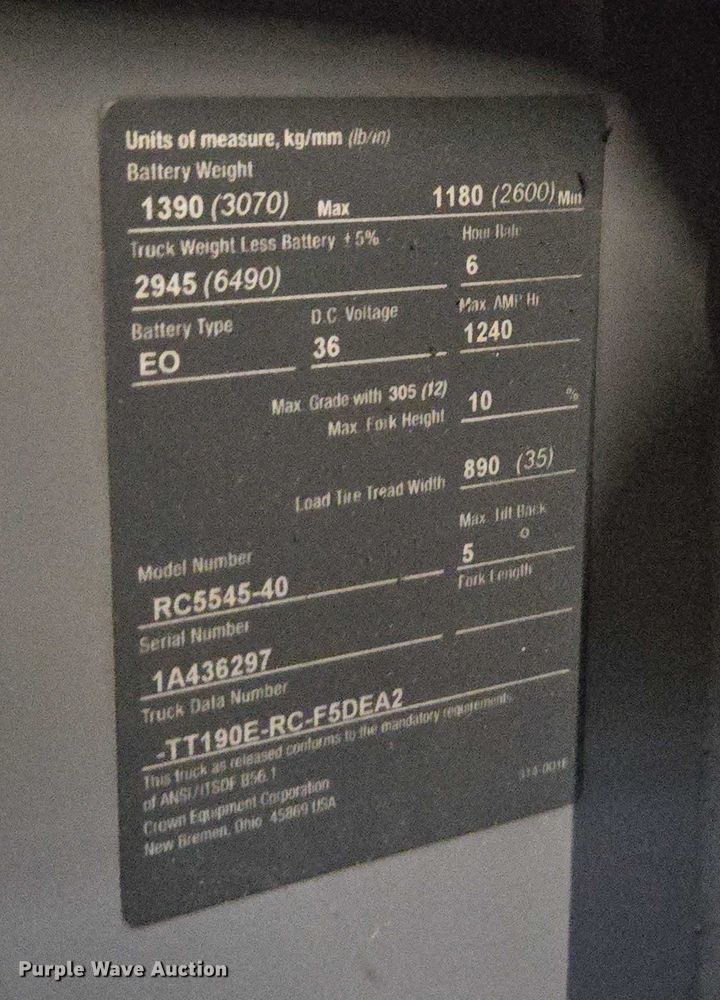 Units of measure, kg/mm (lb/in)
Battery Weight
1390 (3070) Max 1180 (2600) Min
Truck Weight Less Battery ± 5% Hour Rate
2945 (6490) 6
Battery Type D.C. Voltage Max. AMP Hr
EO 36 1240
Max. Grade with 305 (12) 10 %
Max. Fork Height
Load Tire Tread Width 890 (35)
Max. Tilt Back
Model Number 5 °
RC5545-40 Fork Length
Serial Number
1A436297
Truck Data Number
-TT190E-RC-F5DEA2
This truck as released conforms to the mandatory requirements
of ANSI/ITSDF B56.1
Crown Equipment Corporation
New Bremen, Ohio 45869 USA
Purple Wave Auction